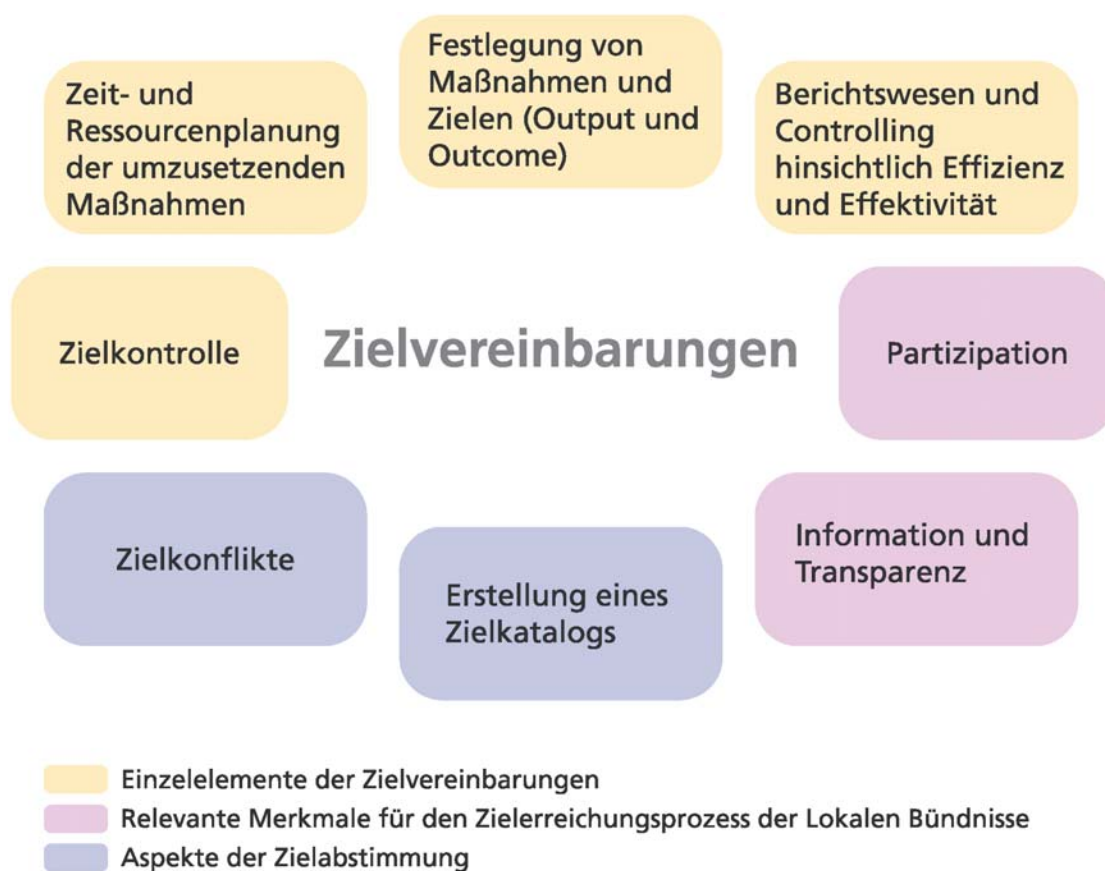 Zeit- und
Ressourcenplanung
der umzusetzenden
Maßnahmen
Festlegung von
Maßnahmen und
Zielen (Output und
Outcome)
Berichtswesen und
Controlling
hinsichtlich Effizienz
und Effektivität
Zielkontrolle
Zielvereinbarungen
Partizipation
Zielkonflikte
Erstellung eines
Zielkatalogs
Information und
Transparenz
Einzelelemente der Zielvereinbarungen
Relevante Merkmale für den Zielerreichungsprozess der Lokalen Bündnisse
Aspekte der Zielabstimmung